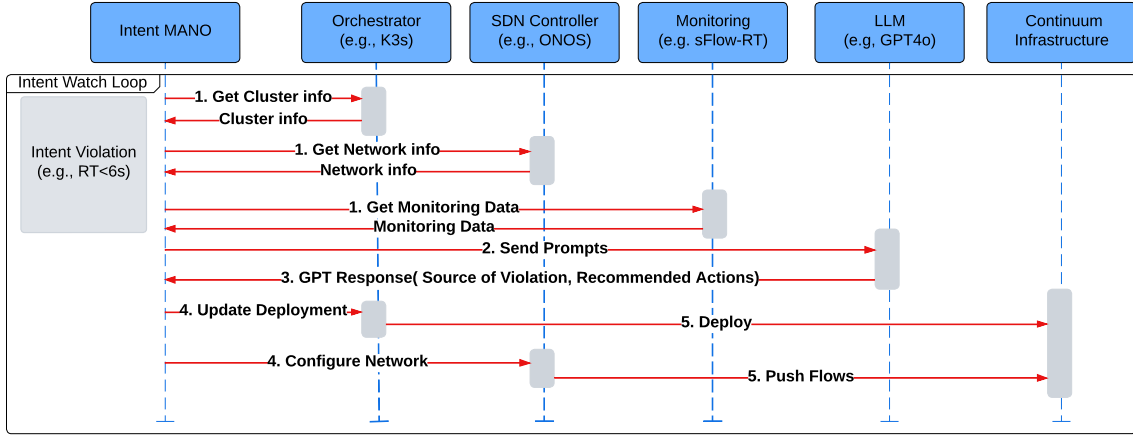 Intent MANO
Orchestrator
(e.g., K3s)
SDN Controller
(e.g., ONOS)
Monitoring
(e.g. sFlow-RT)
LLM
(e.g, GPT4o)
Continuum
Infrastructure
Intent Watch Loop
Intent Violation
(e.g., RT<6s)
1. Get Cluster info
Cluster info
1. Get Network info
Network info
1. Get Monitoring Data
Monitoring Data
2. Send Prompts
3. GPT Response( Source of Violation, Recommended Actions)
4. Update Deployment
5. Deploy
4. Configure Network
5. Push Flows